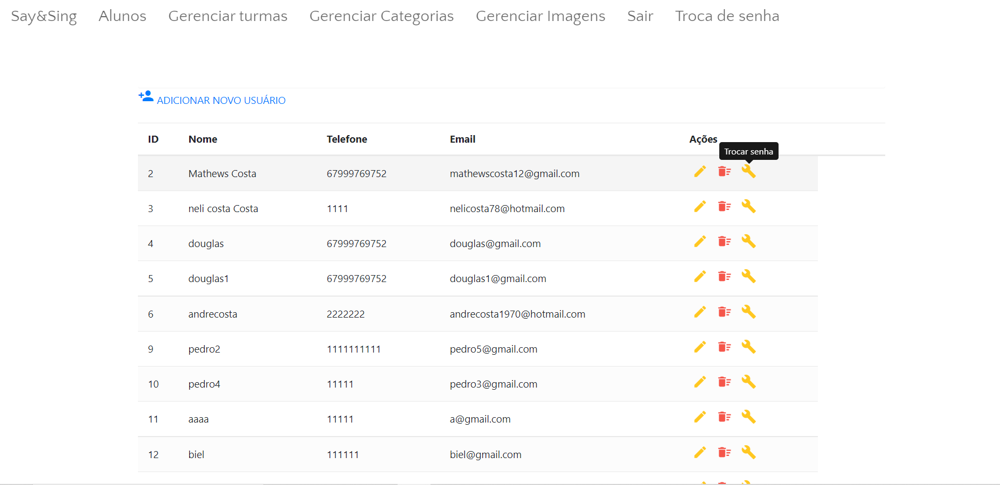 Say&Sing Alunos Gerenciar turmas Gerenciar Categorias Gerenciar Imagens Sair Troca de senha
ADICIONAR NOVO USUÁRIO
ID Nome Telefone Email Ações
Trocar senha
2 Mathews Costa 67999769752 mathewscosta12@gmail.com
3 neli costa Costa 1111 nelicosta78@hotmail.com
4 douglas 67999769752 douglas@gmail.com
5 douglas1 67999769752 douglas1@gmail.com
6 andrecosta 2222222 andrecosta1970@hotmail.com
9 pedro2 1111111111 pedro5@gmail.com
10 pedro4 11111 pedro3@gmail.com
11 aaaa 11111 a@gmail.com
12 biel 111111 biel@gmail.com